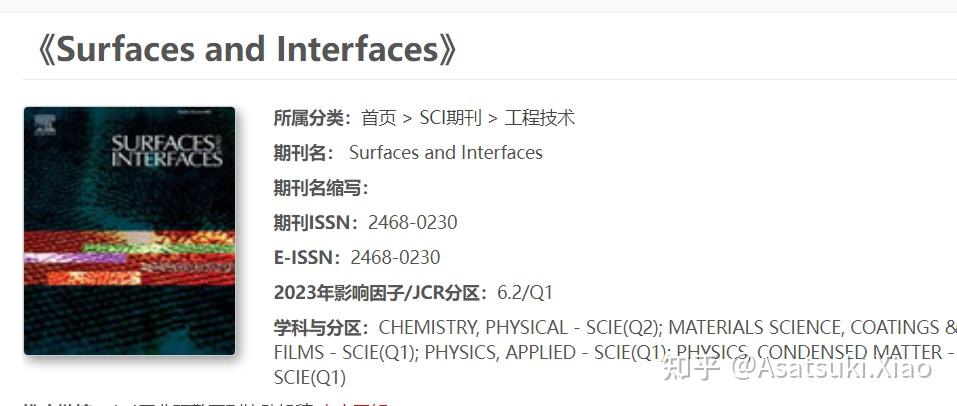 《Surfaces and Interfaces》
SURFACES AND
INTERFACES
所属分类：首页 > SCI期刊 > 工程技术
期刊名： Surfaces and Interfaces
期刊名缩写：
期刊ISSN：2468-0230
E-ISSN：2468-0230
2023年影响因子/JCR分区：6.2/Q1
学科与分区：CHEMISTRY, PHYSICAL - SCIE(Q2); MATERIALS SCIENCE, COATINGS &
FILMS - SCIE(Q1); PHYSICS, APPLIED - SCIE(Q1); PHYSICS, CONDENSED MATTER -
SCIE(Q1)
知乎 @Asatsuki.Xiao